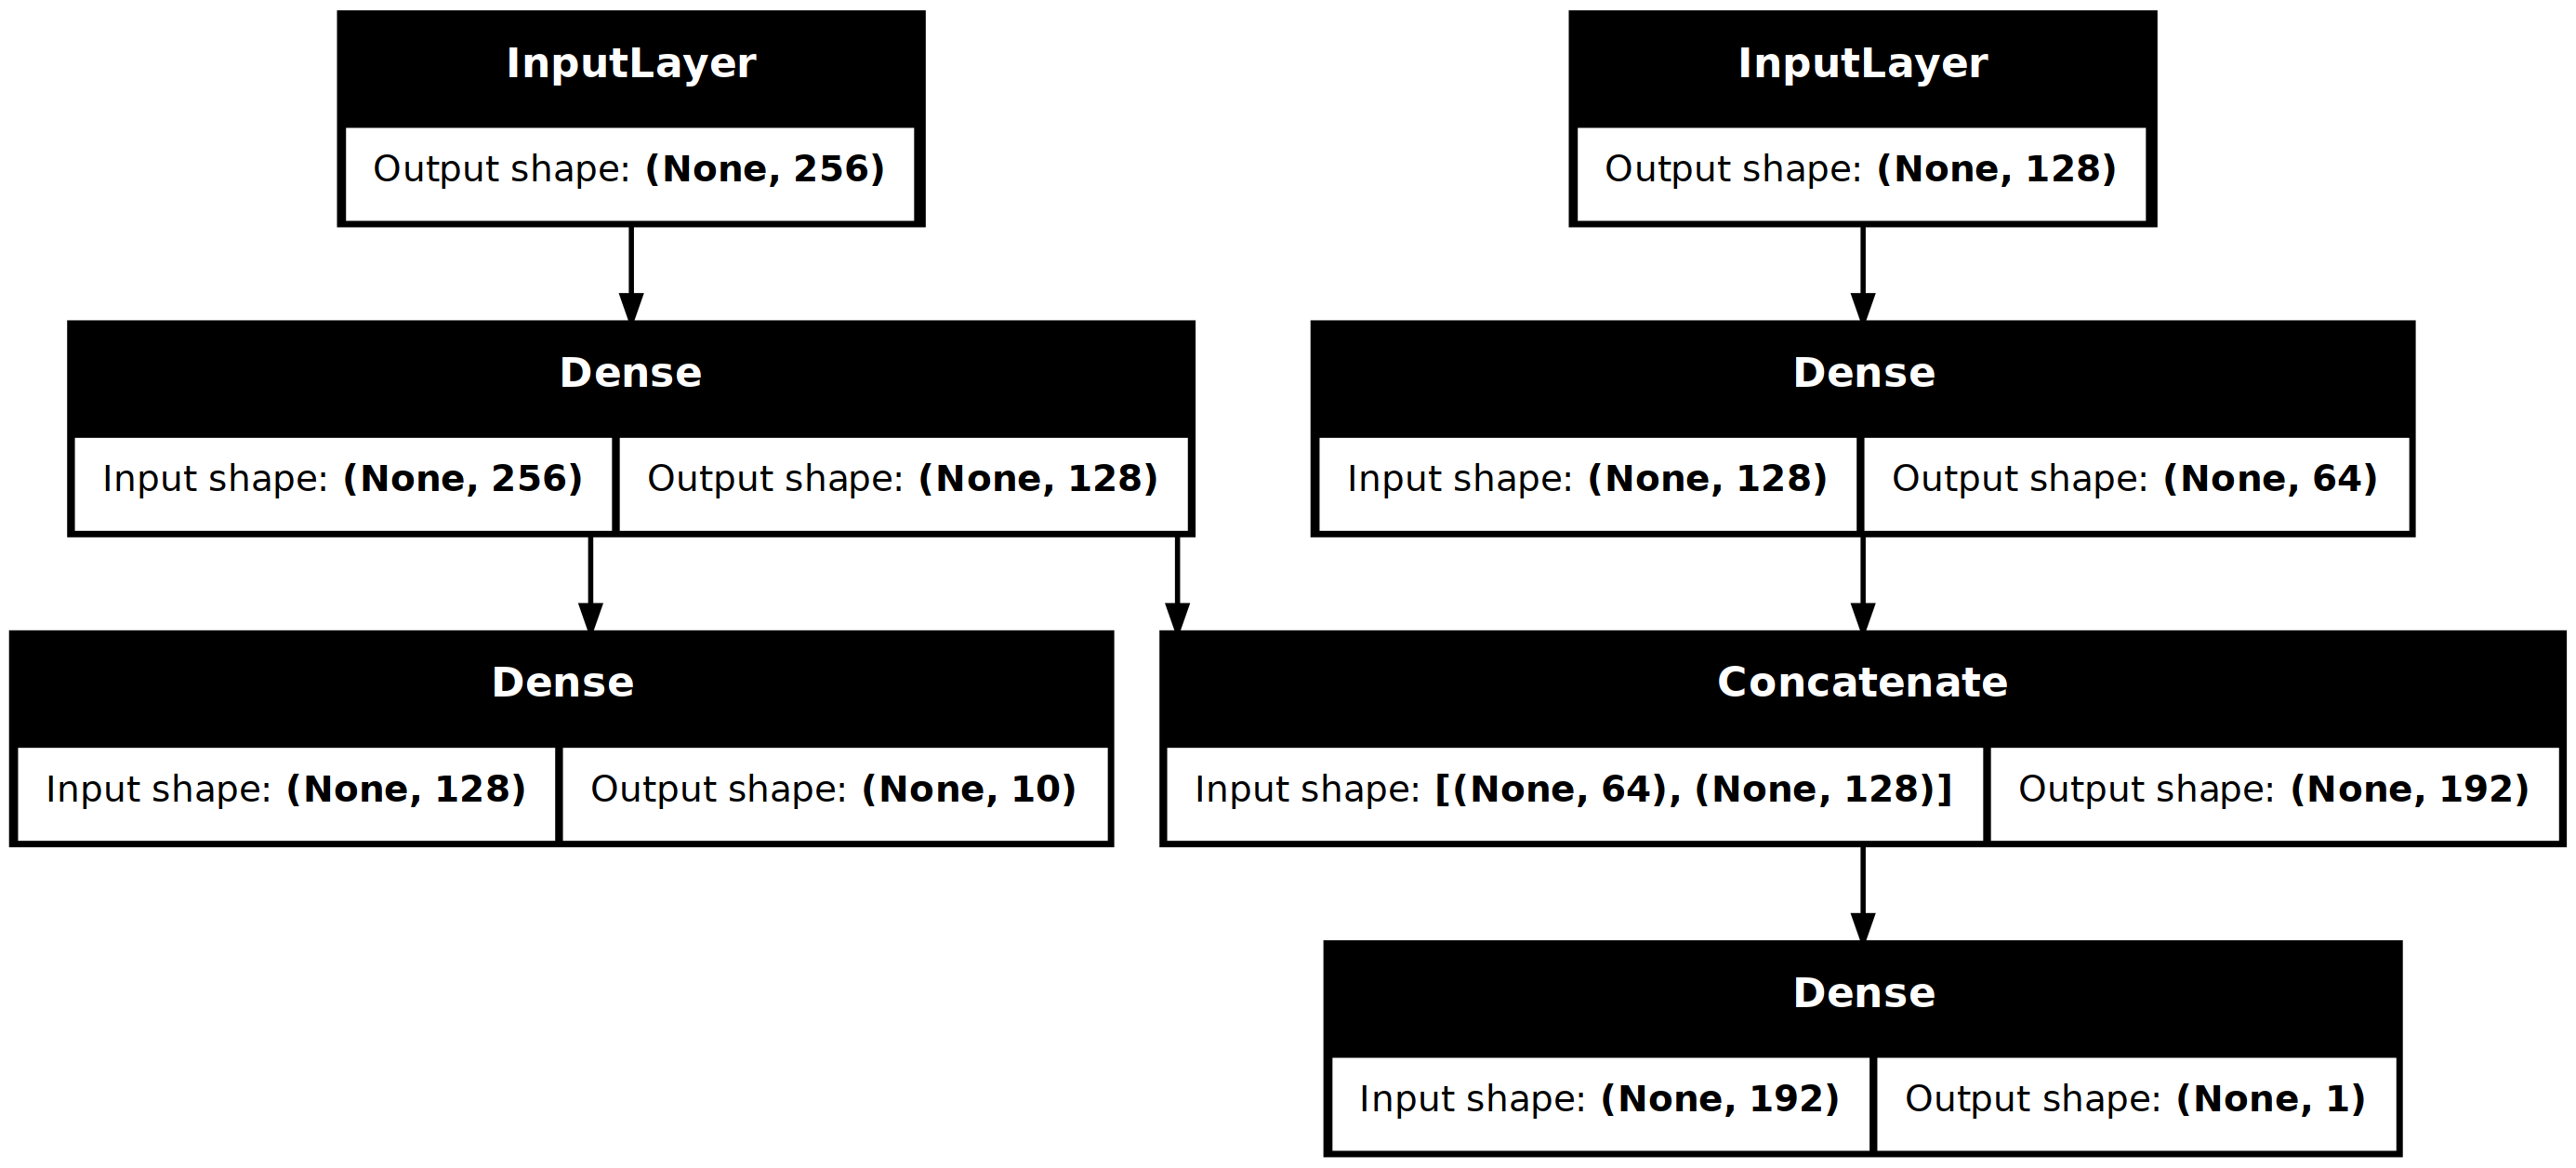 InputLayer
Output shape: (None, 256)
InputLayer
Output shape: (None, 128)
Dense
Input shape: (None, 256) Output shape: (None, 128)
Dense
Input shape: (None, 128) Output shape: (None, 64)
Dense
Input shape: (None, 128) Output shape: (None, 10)
Concatenate
Input shape: [(None, 64), (None, 128)] Output shape: (None, 192)
Dense
Input shape: (None, 192) Output shape: (None, 1)